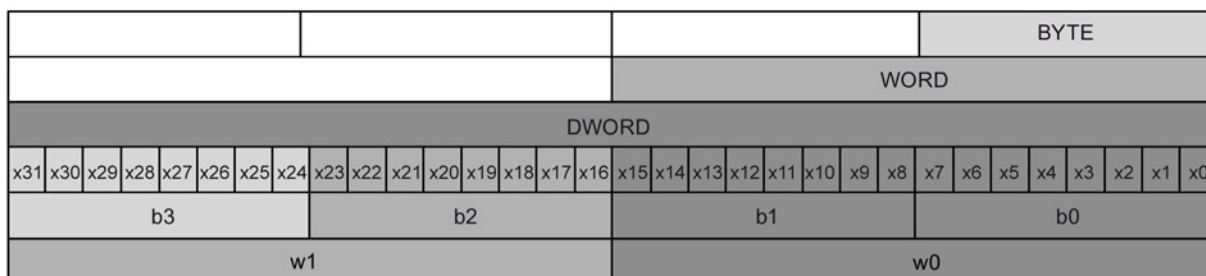 BYTE
WORD
DWORD
x31 x30 x29 x28 x27 x26 x25 x24 x23 x22 x21 x20 x19 x18 x17 x16 x15 x14 x13 x12 x11 x10 x9 x8 x7 x6 x5 x4 x3 x2 x1 x0
b3 b2 b1 b0
w1 w0